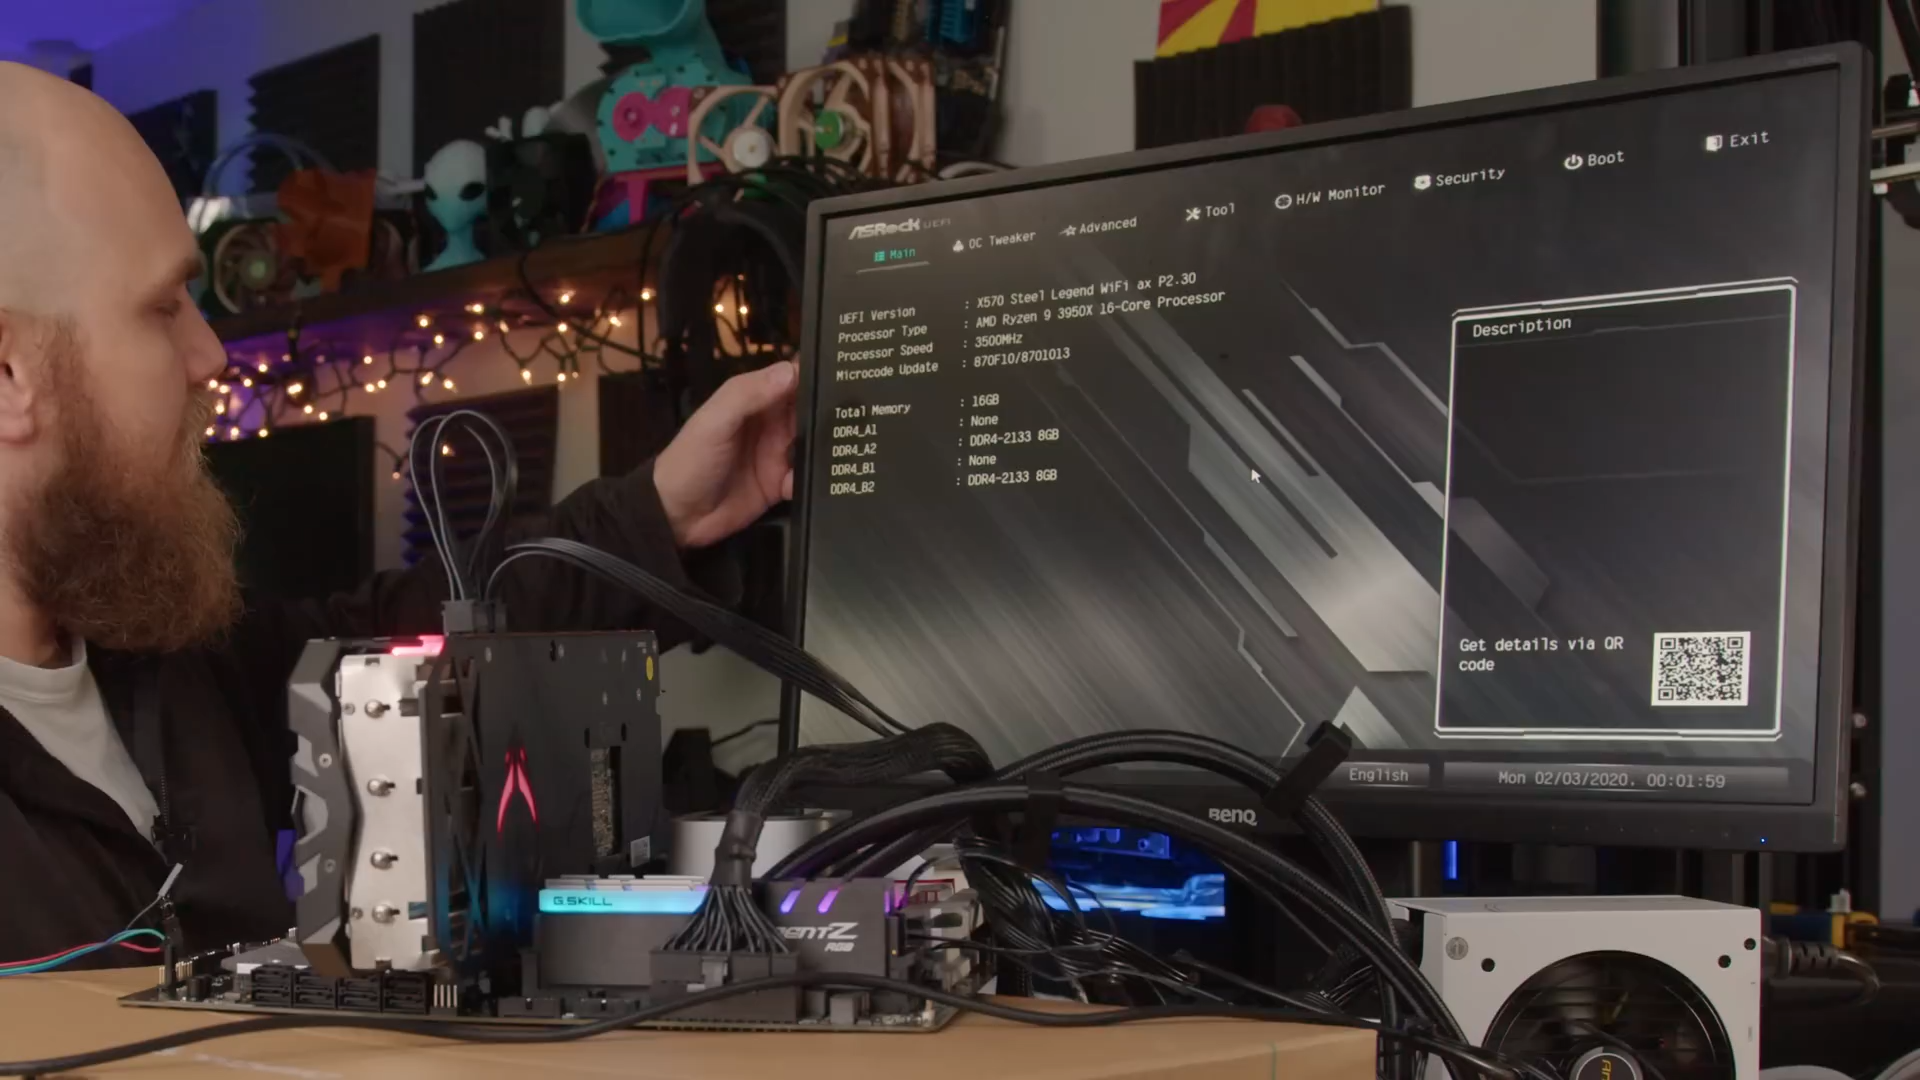 ASRock UEFI
Main
OC Tweaker
Advanced
Tool
H/W Monitor
Security
Boot
Exit
UEFI Version : X570 Steel Legend WiFi ax P2.30
Processor Type : AMD Ryzen 9 3950X 16-Core Processor
Processor Speed : 3500MHz
Microcode Update : 870F10/8701013
Total Memory : 16GB
DDR4_A1 : None
DDR4_A2 : DDR4-2133 8GB
DDR4_B1 : None
DDR4_B2 : DDR4-2133 8GB
Description
Get details via QR
code
English
Mon 02/03/2020, 00:01:59
BenQ
G.SKILL
RGB